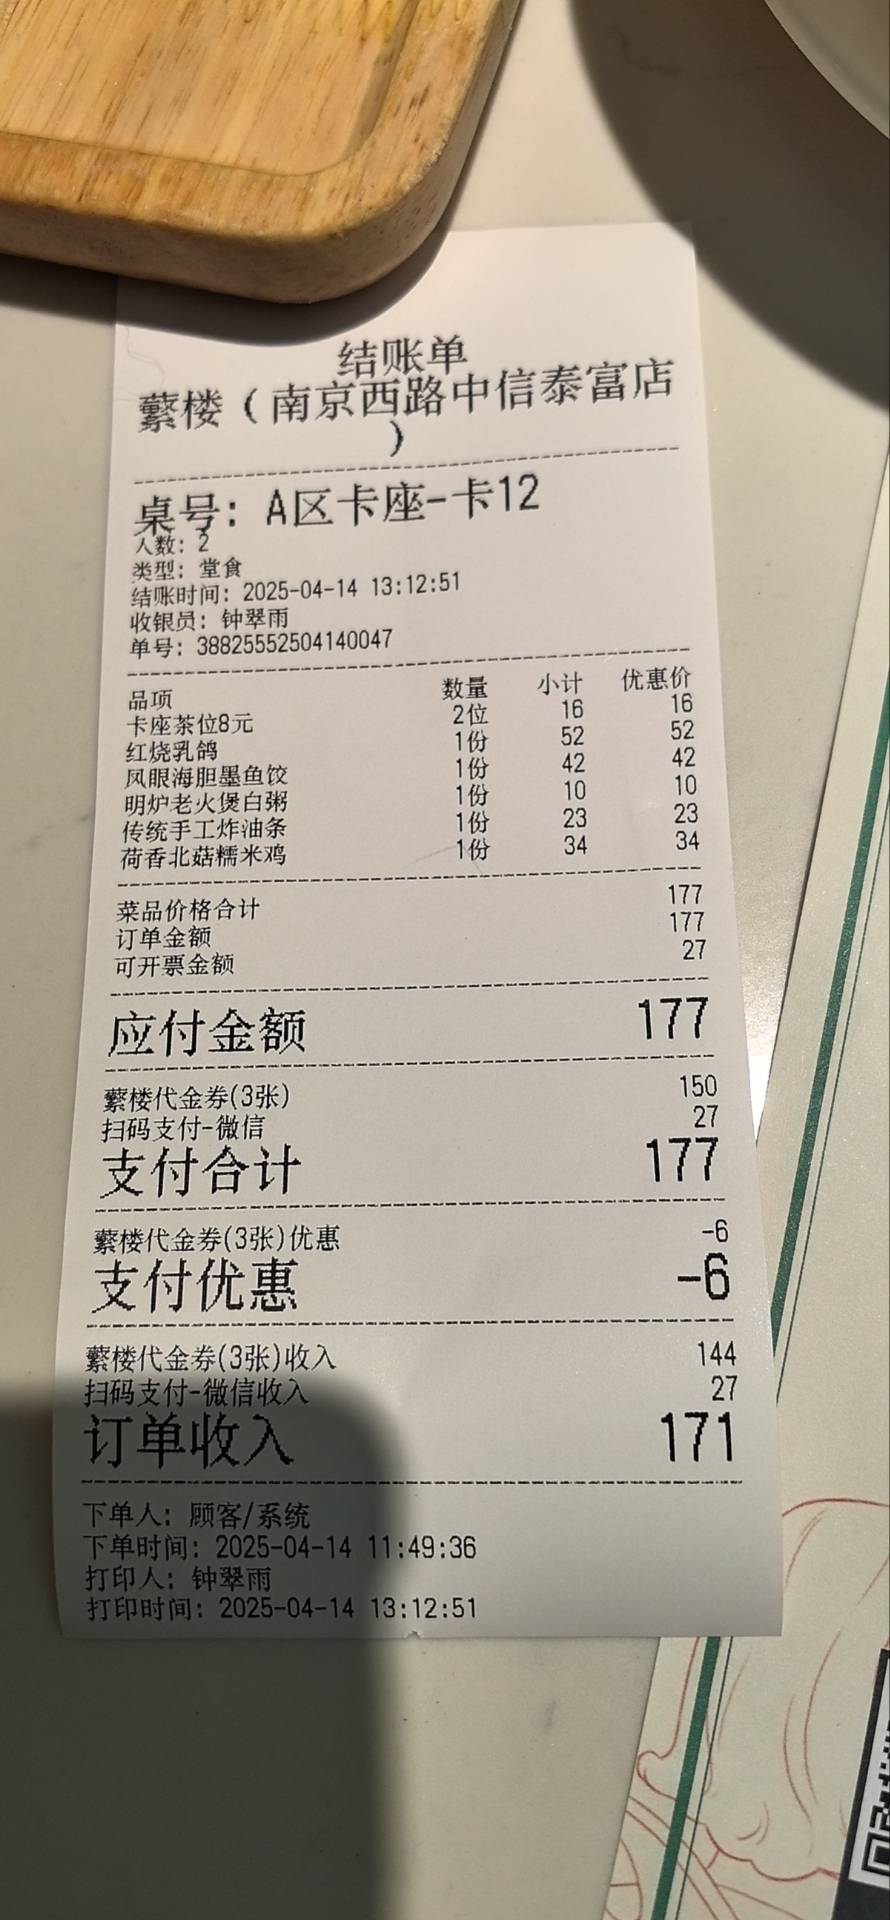 结账单
蘩楼（南京西路中信泰富店
）
桌号：A区卡座-卡12
人数：2
类型：堂食
结账时间：2025-04-14 13:12:51
收银员：钟翠雨
单号：38825552504140047
品项 数量 小计 优惠价
卡座茶位8元 2位 16 16
红烧乳鸽 1份 52 52
凤眼海胆墨鱼饺 1份 42 42
明炉老火煲白粥 1份 10 10
传统手工炸油条 1份 23 23
荷香北菇糯米鸡 1份 34 34
菜品价格合计 177
订单金额 177
可开票金额 27
应付金额 177
蘩楼代金券(3张) 150
扫码支付-微信 27
支付合计 177
蘩楼代金券(3张)优惠 -6
支付优惠 -6
蘩楼代金券(3张)收入 144
扫码支付-微信收入 27
订单收入 171
下单人：顾客/系统
下单时间：2025-04-14 11:49:36
打印人：钟翠雨
打印时间：2025-04-14 13:12:51